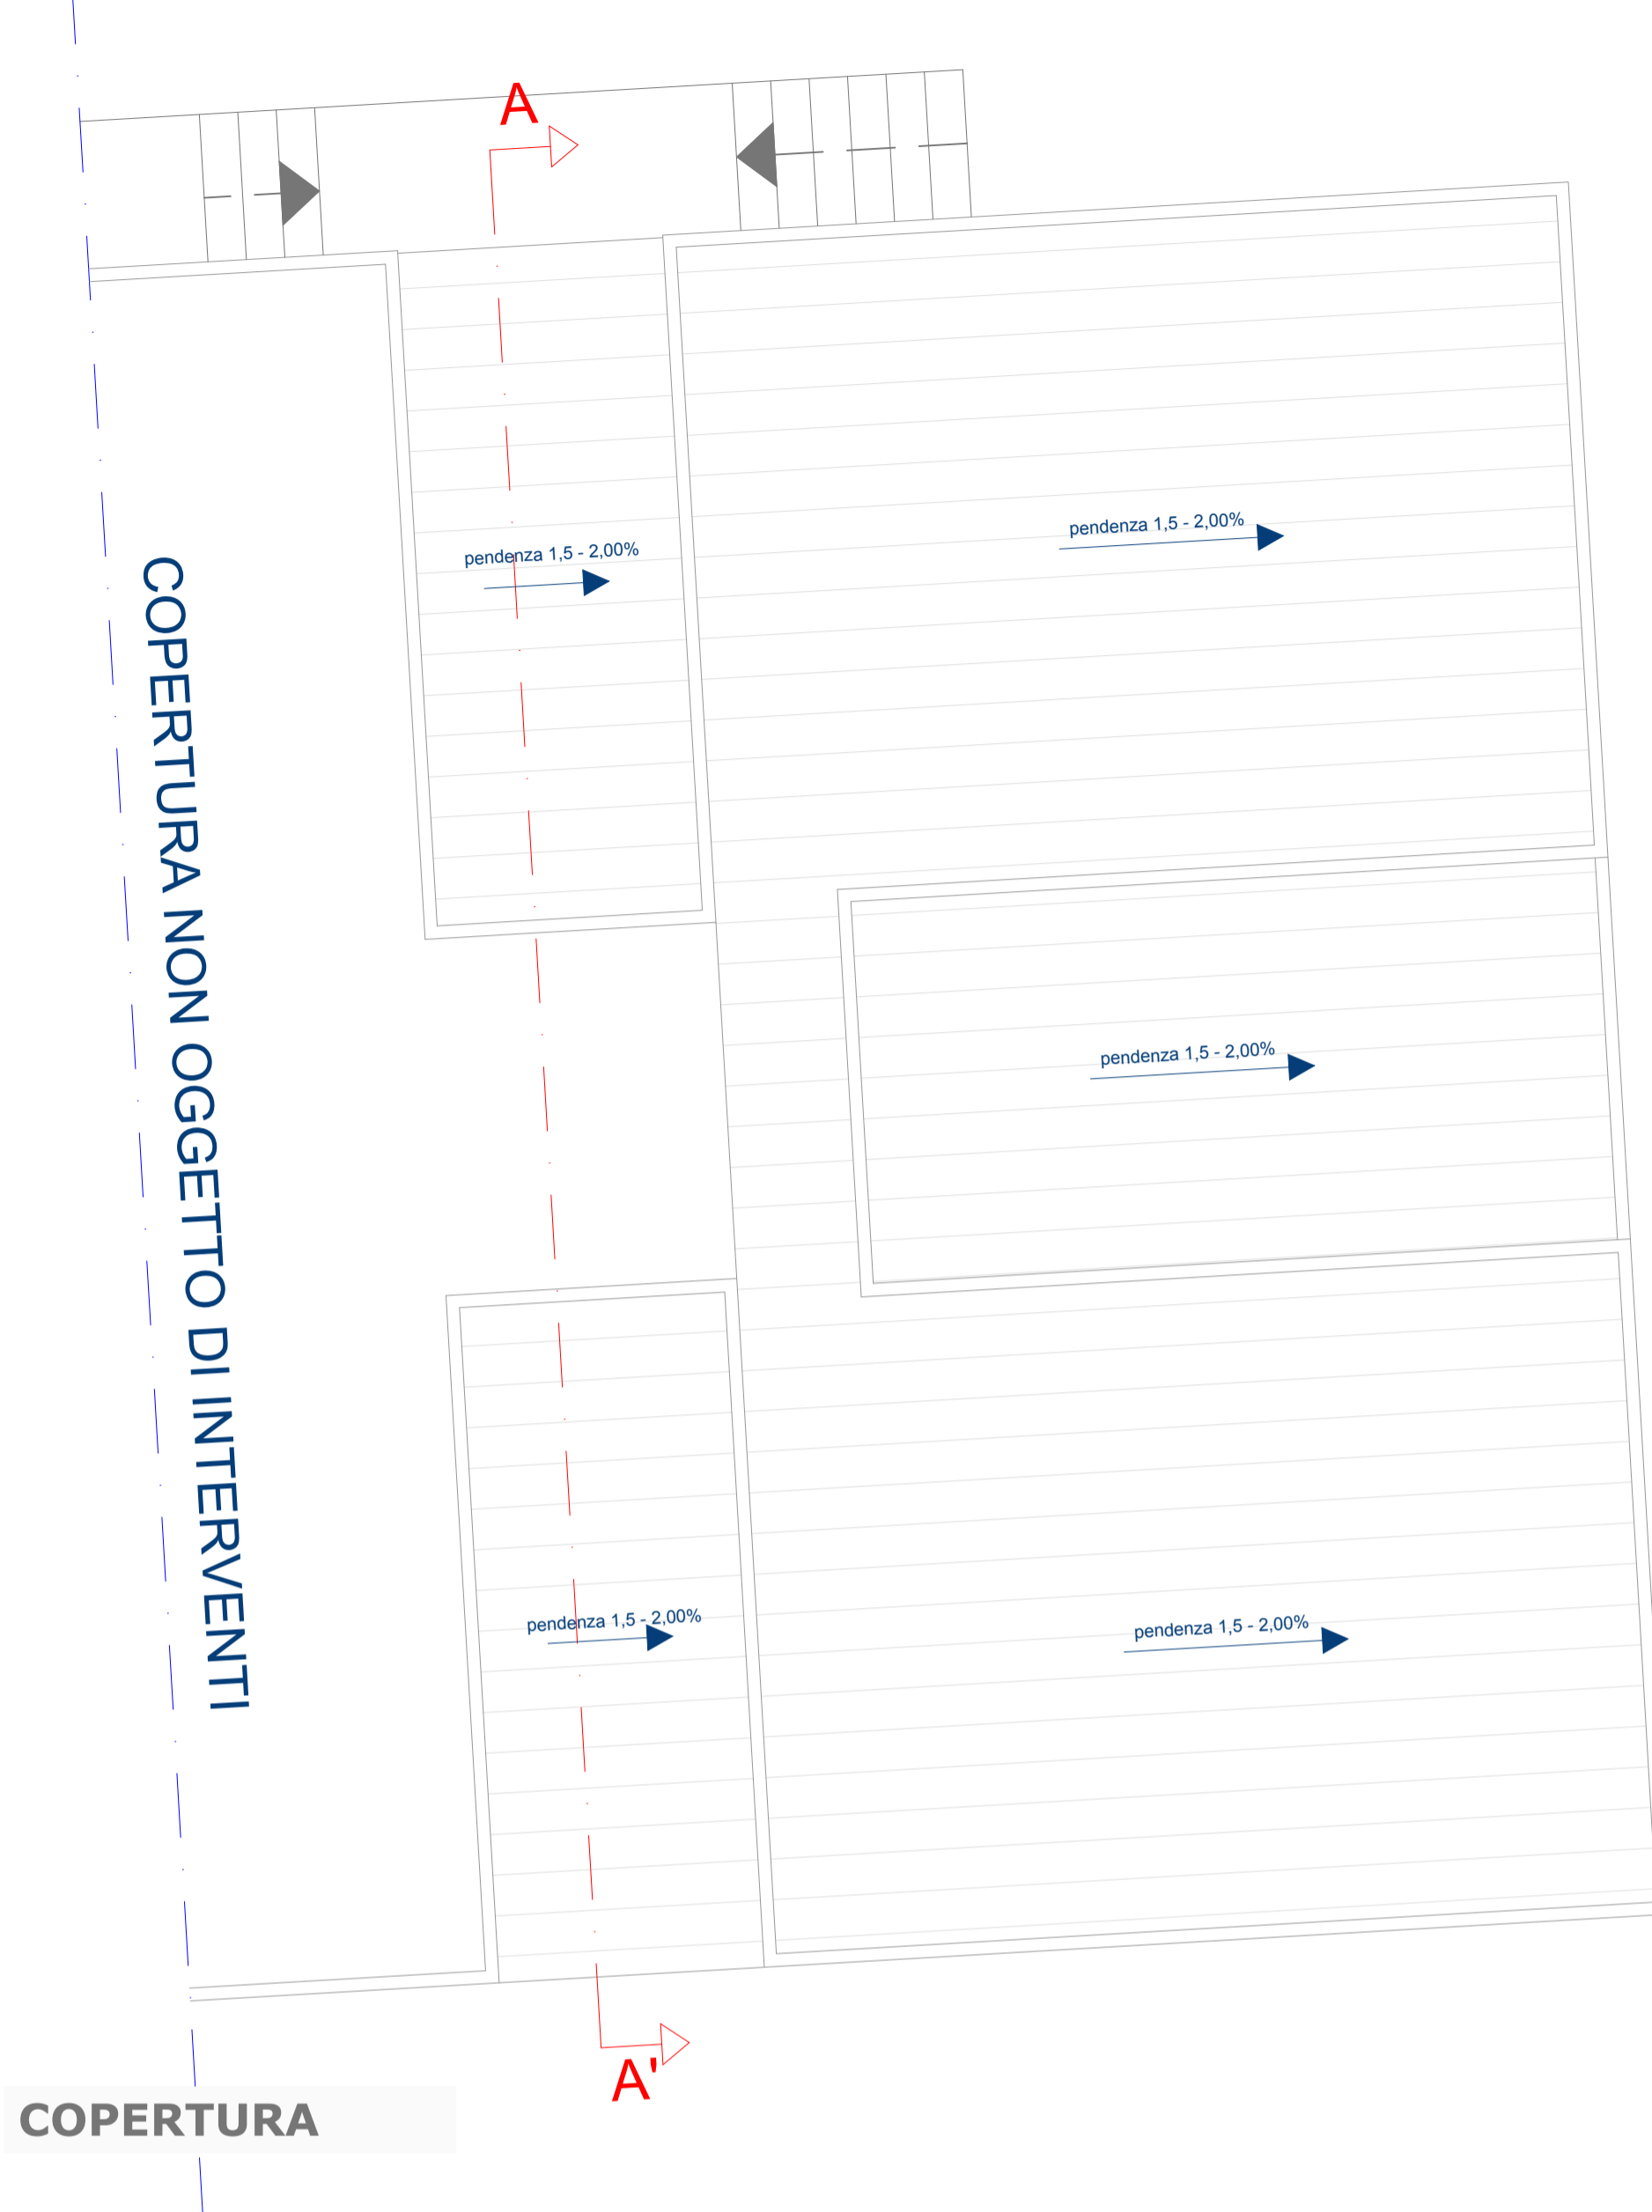 A
pendenza 1,5 - 2,00%
pendenza 1,5 - 2,00%
COPERTURA NON OGGETTO DI INTERVENTI
pendenza 1,5 - 2,00%
pendenza 1,5 - 2,00%
pendenza 1,5 - 2,00%
A'
COPERTURA